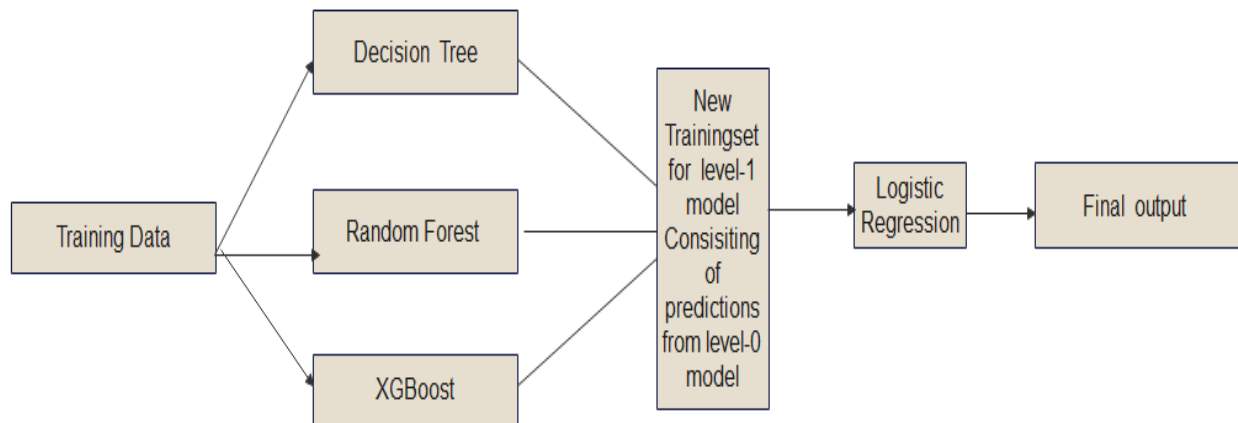 Training Data
Decision Tree
Random Forest
XGBoost
New
Trainingset
for level-1
model
Consisiting
of
predictions
from level-0
model
Logistic
Regression
Final output